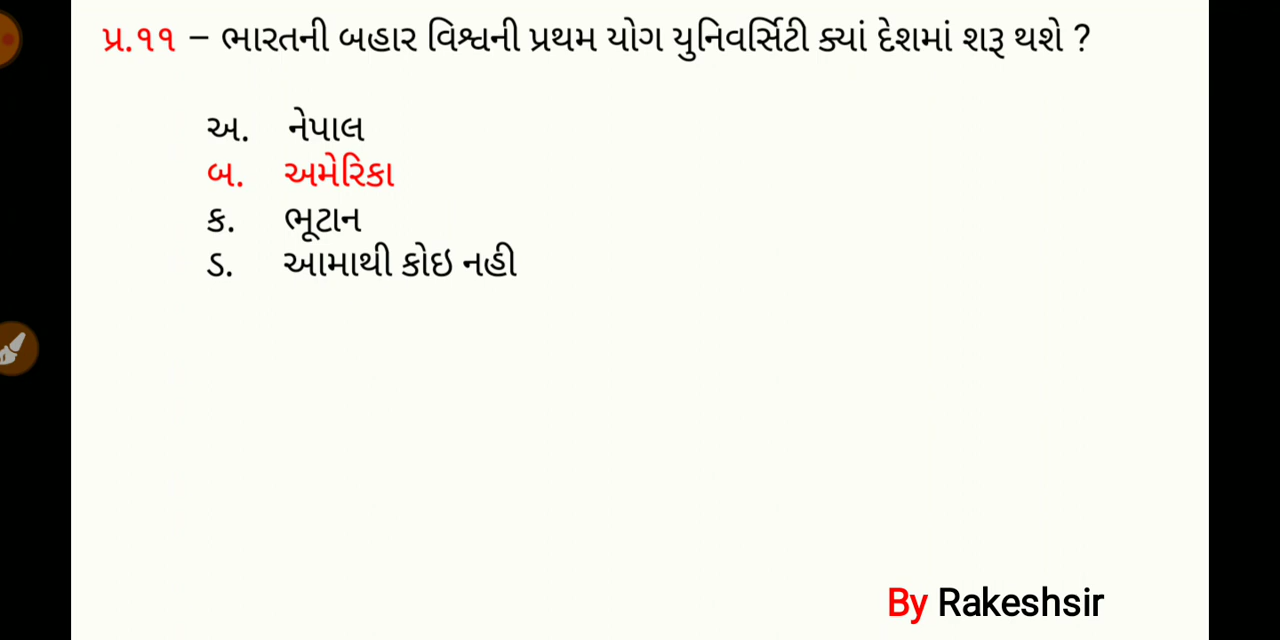 પ્ર.૧૧ – ભારતની બહાર વિશ્વની પ્રથમ યોગ યુનિવર્સિટી ક્યાં દેશમાં શરૂ થશે ?
અ. નેપાલ
બ. અમેરિકા
ક. ભૂટાન
ડ. આમાથી કોઇ નહી
By Rakeshsir